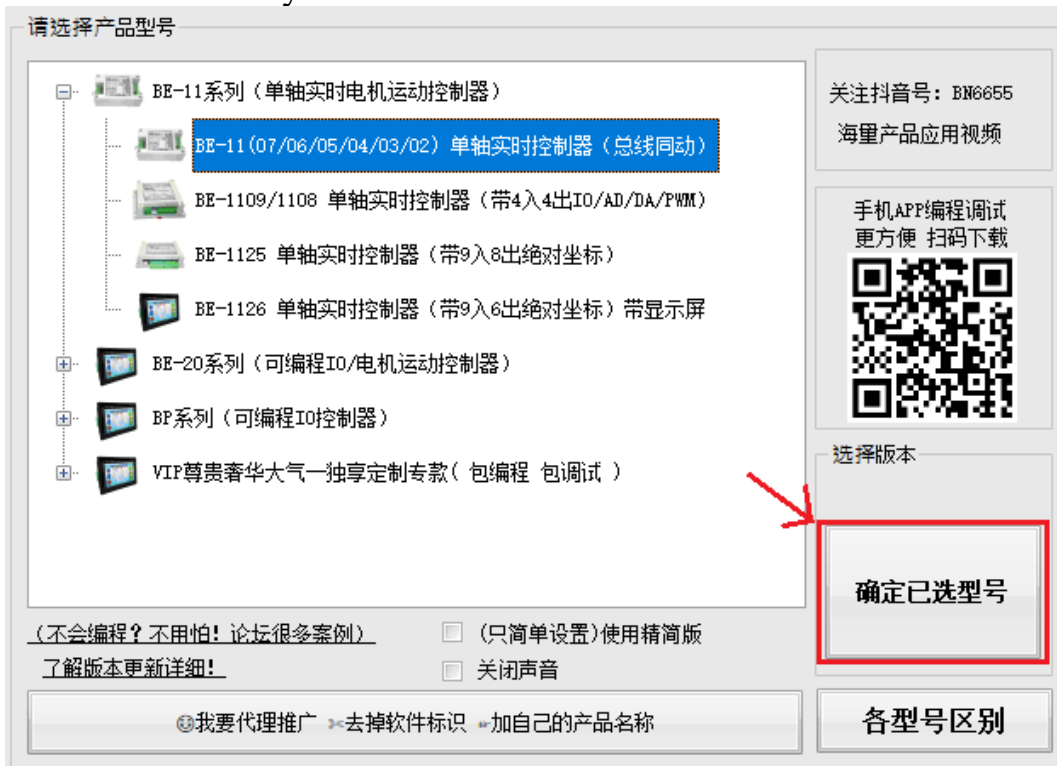 请选择产品型号
BE-11系列（单轴实时电机运动控制器）
BE-11(07/06/05/04/03/02) 单轴实时控制器（总线同动）
BE-1109/1108 单轴实时控制器（带4入4出IO/AD/DA/PWM）
BE-1125 单轴实时控制器（带9入8出绝对坐标）
BE-1126 单轴实时控制器（带9入6出绝对坐标）带显示屏
BE-20系列（可编程IO/电机运动控制器）
BP系列（可编程IO控制器）
VIP尊贵奢华大气一独享定制专款( 包编程 包调试 ）
关注抖音号: BN6655
海量产品应用视频
手机APP编程调试
更方便 扫码下载
选择版本
确定已选型号
（不会编程? 不用怕! 论坛很多案例）
(只简单设置)使用精简版
了解版本更新详细!
关闭声音
我要代理推广 ✂去掉软件标识 ☛加自己的产品名称
各型号区别